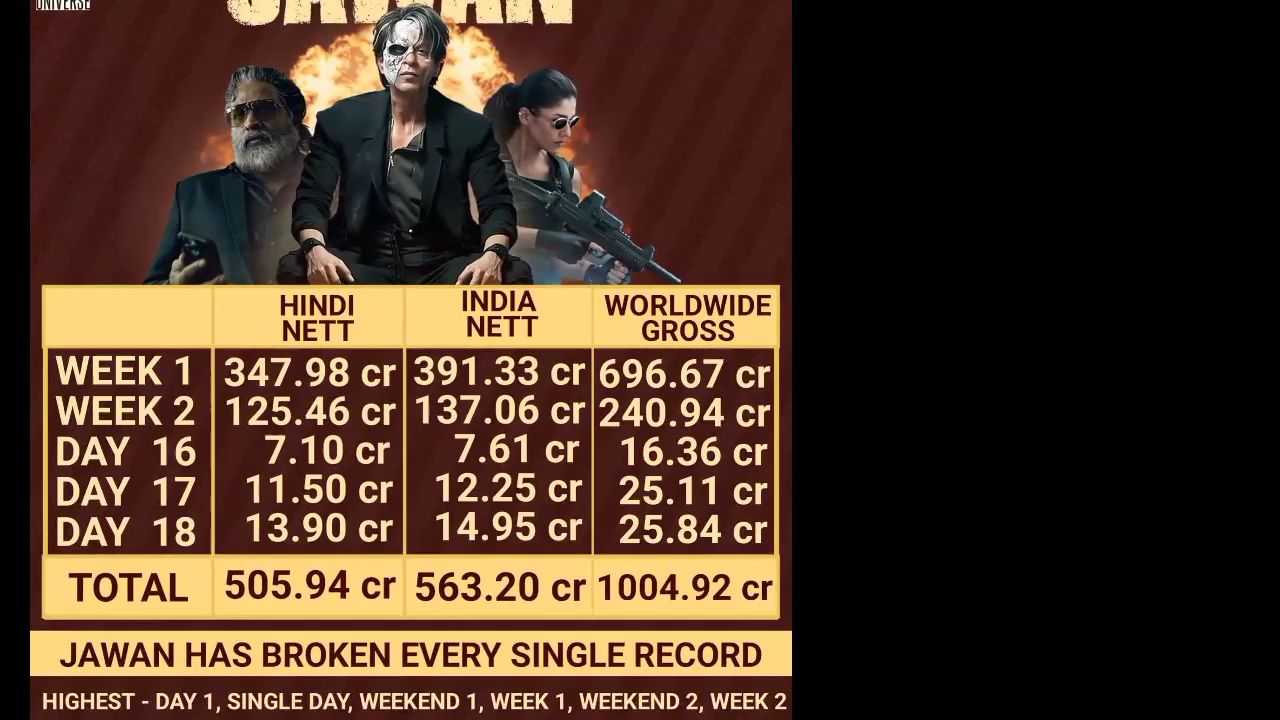 UNIVERSE
JAWAN
HINDI NETT INDIA NETT WORLDWIDE GROSS
WEEK 1 347.98 cr 391.33 cr 696.67 cr
WEEK 2 125.46 cr 137.06 cr 240.94 cr
DAY 16 7.10 cr 7.61 cr 16.36 cr
DAY 17 11.50 cr 12.25 cr 25.11 cr
DAY 18 13.90 cr 14.95 cr 25.84 cr
TOTAL 505.94 cr 563.20 cr 1004.92 cr
JAWAN HAS BROKEN EVERY SINGLE RECORD
HIGHEST - DAY 1, SINGLE DAY, WEEKEND 1, WEEK 1, WEEKEND 2, WEEK 2